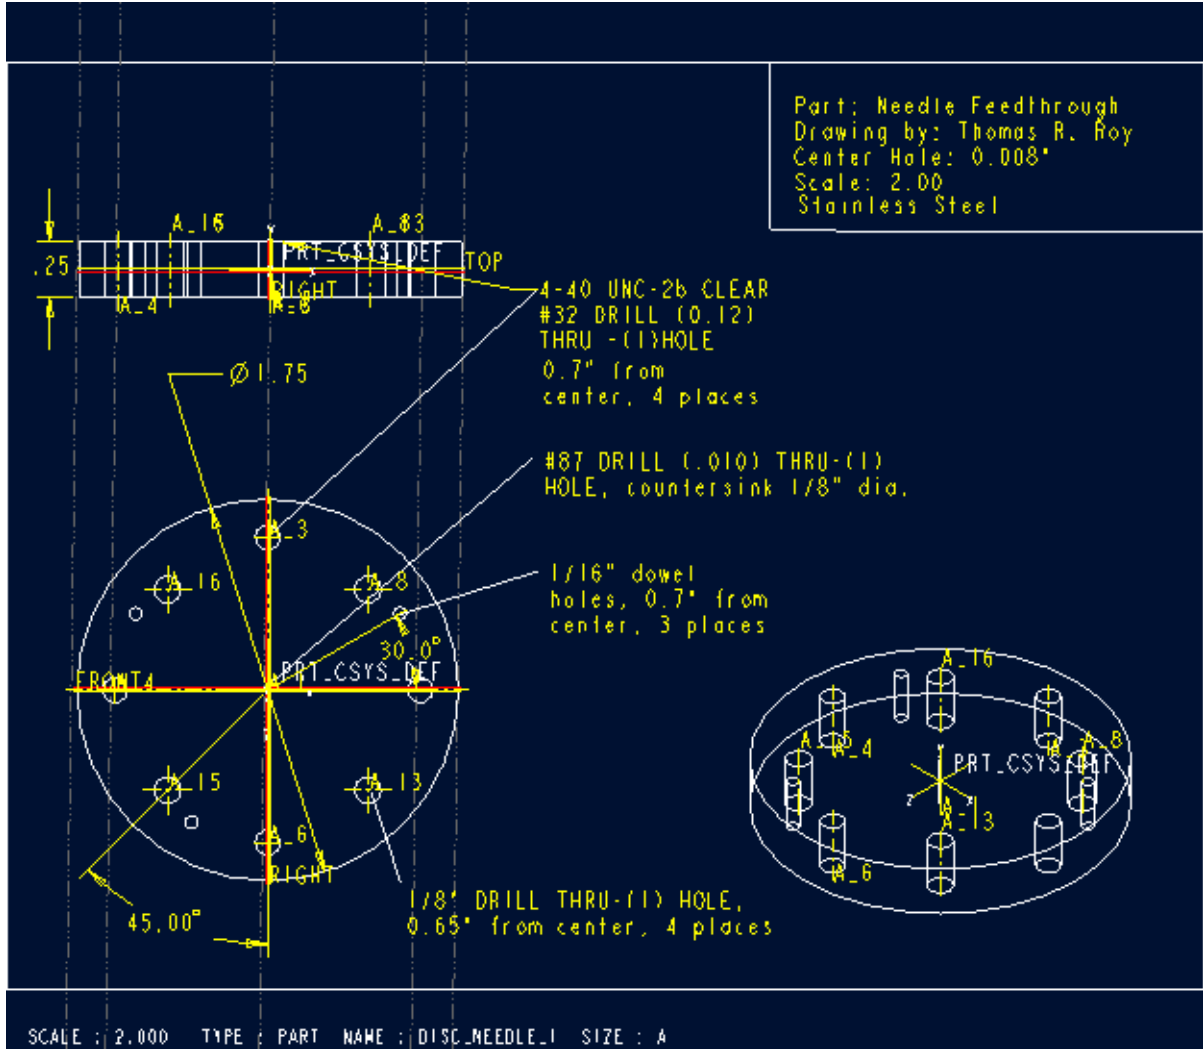 Part: Needle Feedthrough
Drawing by: Thomas R. Roy
Center Hole: 0.008"
Scale: 2.00
Stainless Steel
A_16
A_83
PRT_CSYS_DEF
TOP
.25
RIGHT
A_4
A_6
4-40 UNC-2b CLEAR
#32 DRILL (0.12)
THRU -(1)HOLE
0.7" from
center, 4 places
Ø1.75
#87 DRILL (.010) THRU-(1)
HOLE, countersink 1/8" dia.
A_3
A_16
A_8
1/16" dowel
holes, 0.7" from
center, 3 places
30.0°
PRT_CSYS_DEF
FRONT4
A_15
A_13
A_6
RIGHT
45.00°
1/8" DRILL THRU-(1) HOLE,
0.65" from center, 4 places
A_16
A_15
A_4
A_8
PRT_CSYS_DEF
A_13
A_6
SCALE : 2.000 TYPE : PART NAME : DISC_NEEDLE_1 SIZE : A